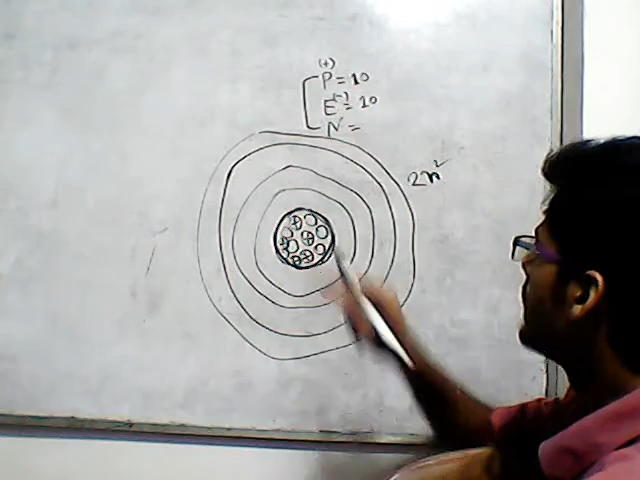 (+)
P = 10
(-)
E = 10
N =
2n²